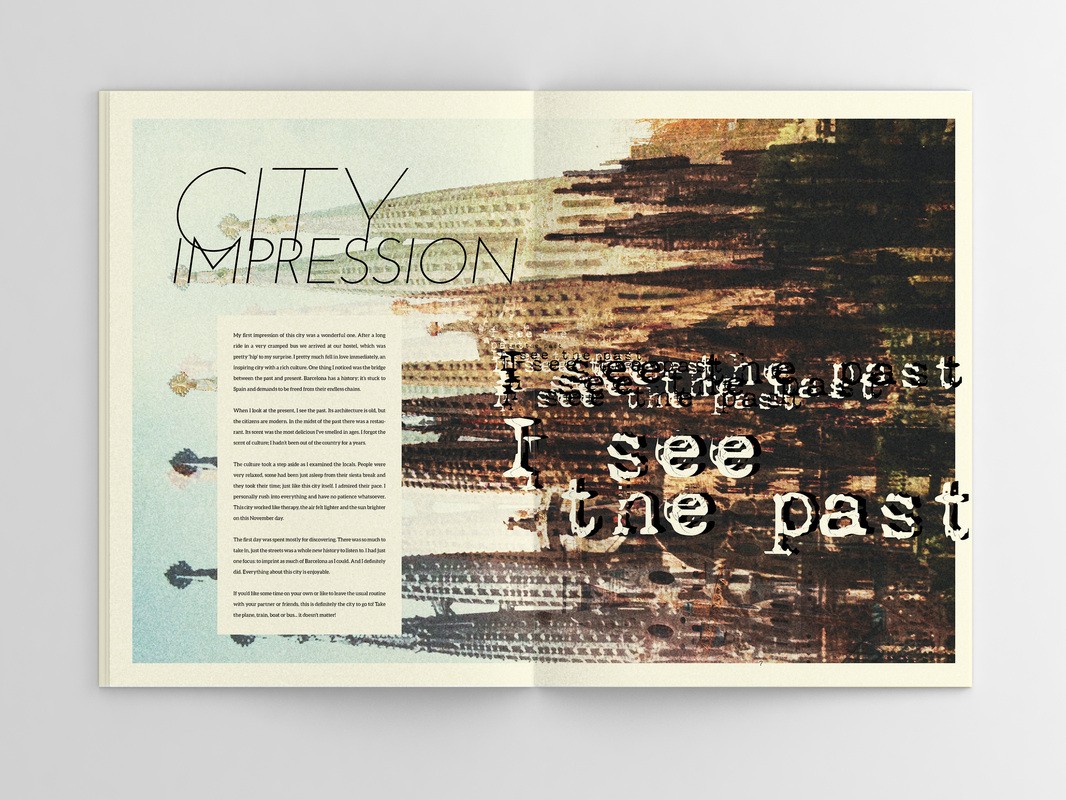 CITY
IMPRESSION
My first impression of this city was a wonderful one. After a long
ride in a very cramped bus we arrived at our hostel, which was
pretty 'hip' to my surprise. I pretty much fell in love immediately, an
inspiring city with a rich culture. One thing I noticed was the bridge
between the past and present. Barcelona has a history; it's stuck to
Spain and demands to be freed from their endless chains.
When I look at the present, I see the past. Its architecture is old, but
the citizens are modern. In the midst of the past there was a restau-
rant. Its scent was the most delicious I've smelled in ages, I forgot the
scent of culture; I hadn't been out of the country for a years.
The culture took a step aside as I examined the locals. People were
very relaxed, some had been just asleep from their siesta break and
they took their time; just like this city itself. I admired their pace. I
personally rush into everything and have no patience whatsoever.
This city worked like therapy, the air felt lighter and the sun brighter
on this November day.
The first day was spent mostly for discovering. There was so much to
take in, just the streets was a whole new history to listen to. I had just
one focus: to imprint as much of Barcelona as I could. And I definitely
did. Everything about this city is enjoyable.
If you'd like some time on your own or like to leave the usual routine
with your partner or friends, this is definitely the city to go to! Take
the plane, train, boat or bus.. it doesn't matter!
I see the past
I see the past
I see the past
I see
the past